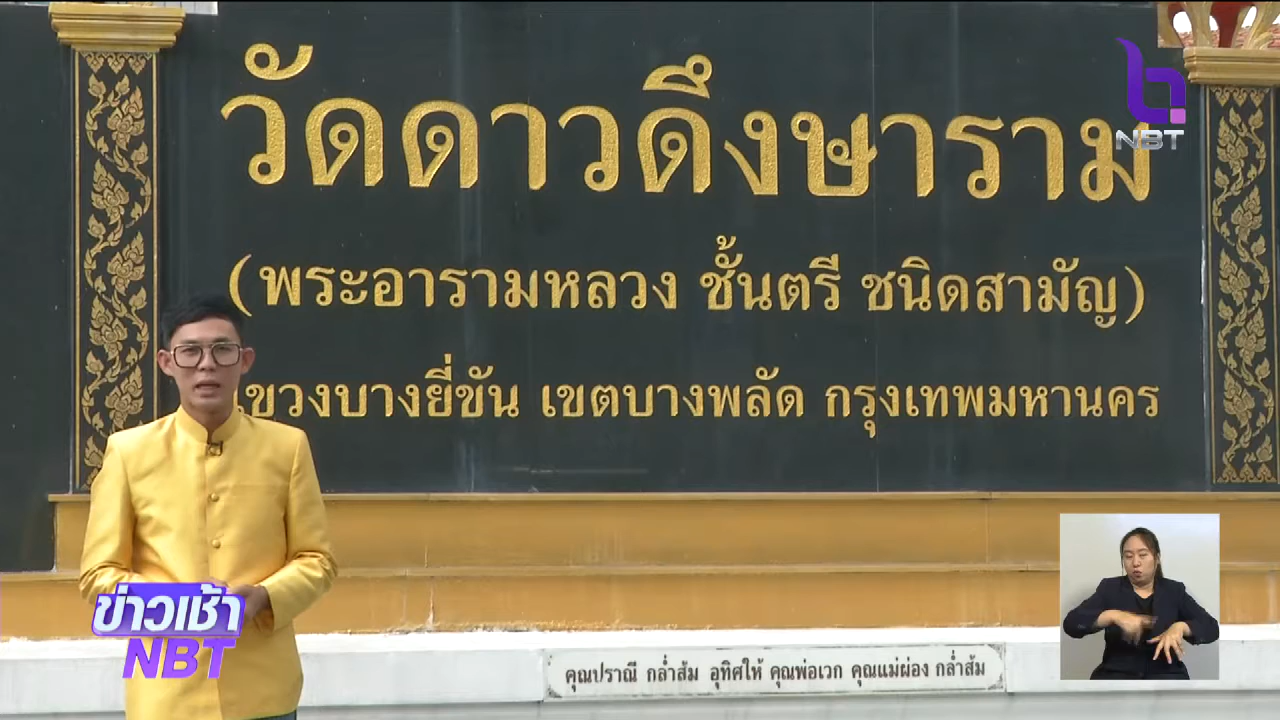 วัดดาวดึงษาราม
NBT
(พระอารามหลวง ชั้นตรี ชนิดสามัญ)
แขวงบางยี่ขัน เขตบางพลัด กรุงเทพมหานคร
ข่าวเช้า
NBT
คุณปราณี กล่ำส้ม อุทิศให้ คุณพ่อเวก คุณแม่ผ่อง กล่ำส้ม